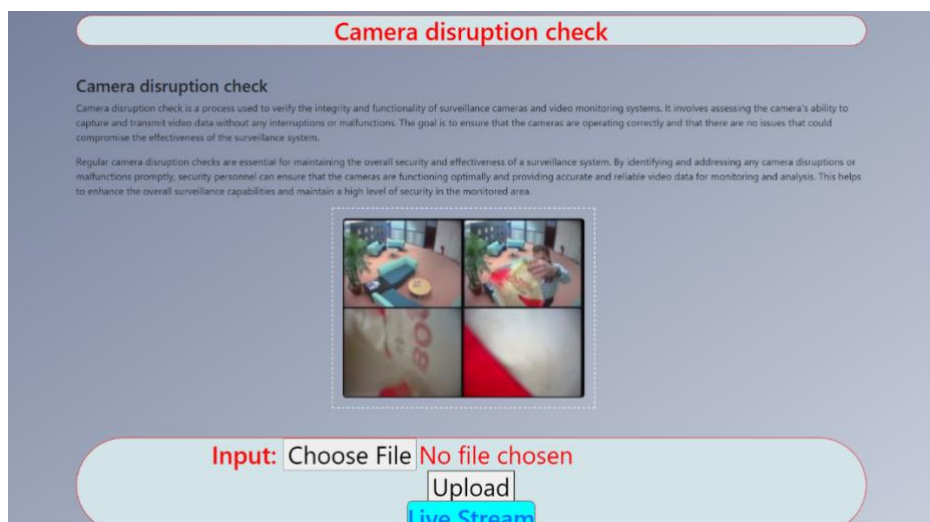 Camera disruption check
Camera disruption check
Camera disruption check is a process used to verify the integrity and functionality of surveillance cameras and video monitoring systems. It involves assessing the camera's ability to
capture and transmit video data without any interruptions or malfunctions. The goal is to ensure that the cameras are operating correctly and that there are no issues that could
compromise the effectiveness of the surveillance system.
Regular camera disruption checks are essential for maintaining the overall security and effectiveness of a surveillance system. By identifying and addressing any camera disruptions or
malfunctions promptly, security personnel can ensure that the cameras are functioning optimally and providing accurate and reliable video data for monitoring and analysis. This helps
to enhance the overall surveillance capabilities and maintain a high level of security in the monitored area.
Input: Choose File No file chosen
Upload
Live Stream